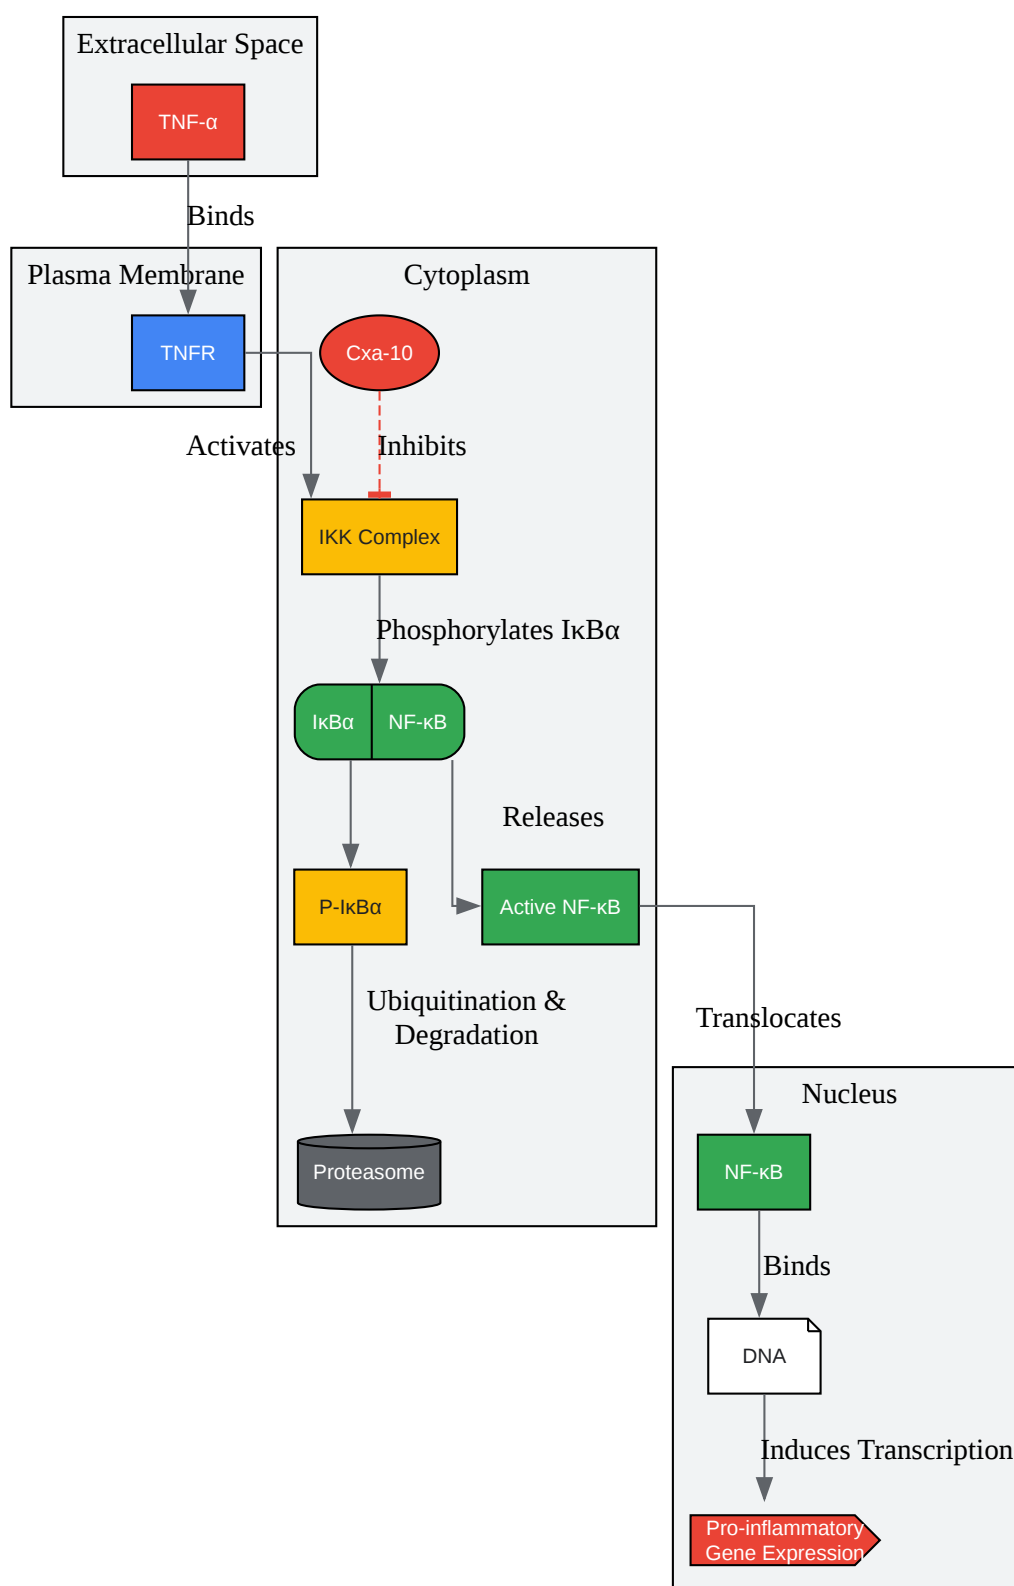 Extracellular Space
TNF-α
Binds
Plasma Membrane
TNFR
Cytoplasm
Cxa-10
Activates
Inhibits
IKK Complex
Phosphorylates IκBα
IκBα
NF-κB
Releases
P-IκBα
Active NF-κB
Ubiquitination &
Degradation
Translocates
Proteasome
Nucleus
NF-κB
Binds
DNA
Induces Transcription
Pro-inflammatory
Gene Expression